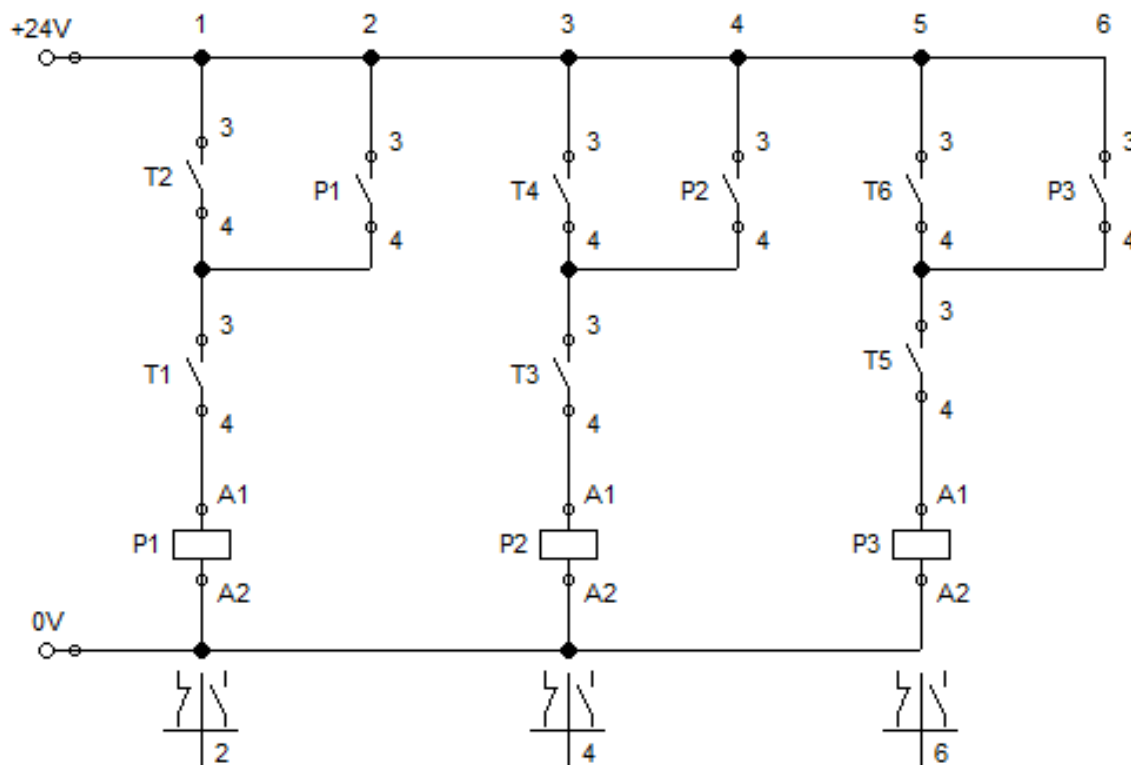 1 2 3 4 5 6
+24V
3 3 3 3 3 3
T2 P1 T4 P2 T6 P3
4 4 4 4 4 4
3 3 3
T1 T3 T5
4 4 4
A1 A1 A1
P1 P2 P3
A2 A2 A2
0V
2 4 6